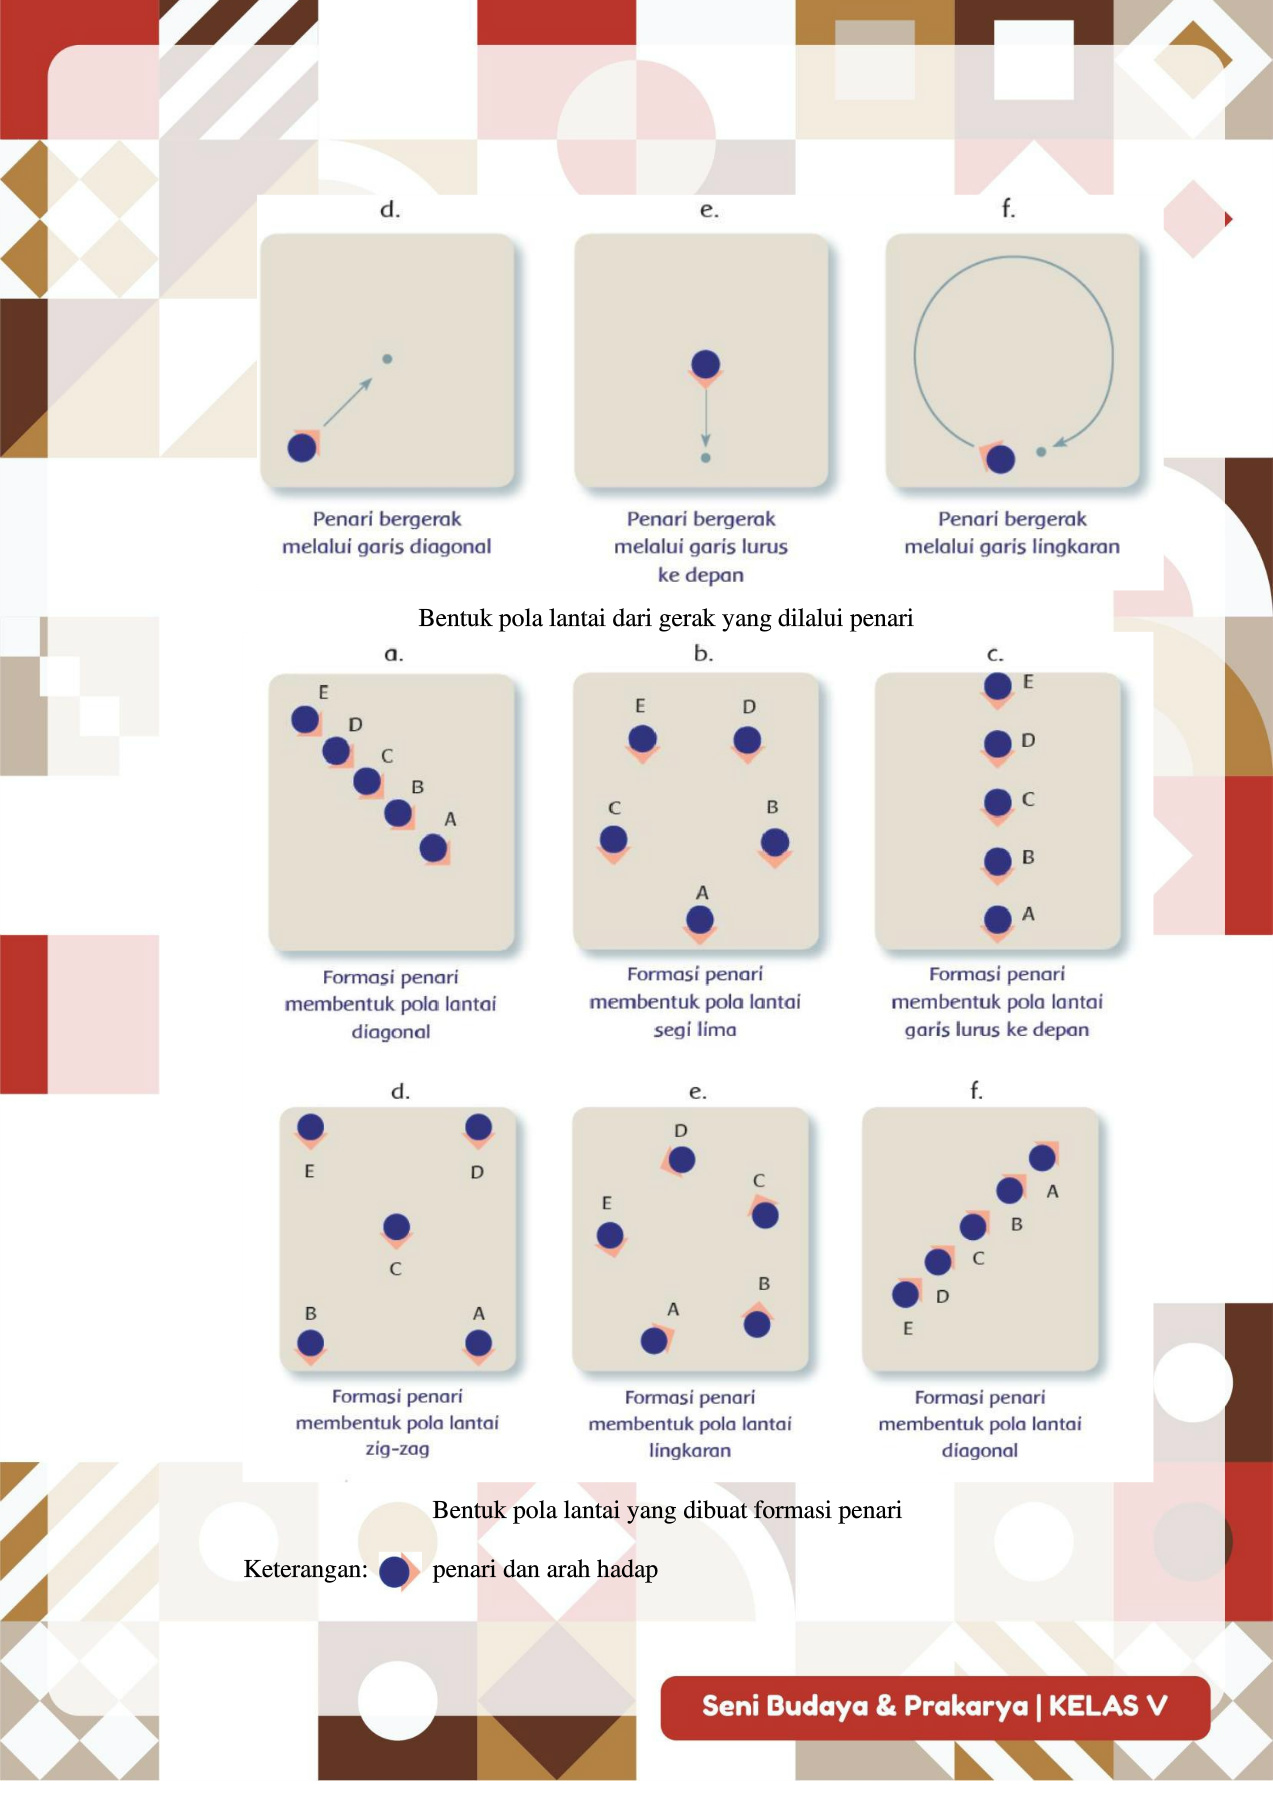 d.
e.
f.
Penari bergerak
melalui garis diagonal
Penari bergerak
melalui garis lurus
ke depan
Penari bergerak
melalui garis lingkaran
Bentuk pola lantai dari gerak yang dilalui penari
a.
b.
c.
E
D
C
B
A
E
D
C
B
A
E
D
C
B
A
Formasi penari
membentuk pola lantai
diagonal
Formasi penari
membentuk pola lantai
segi lima
Formasi penari
membentuk pola lantai
garis lurus ke depan
d.
e.
f.
E
D
C
B
A
D
C
E
B
A
A
B
C
D
E
Formasi penari
membentuk pola lantai
zig-zag
Formasi penari
membentuk pola lantai
lingkaran
Formasi penari
membentuk pola lantai
diagonal
Bentuk pola lantai yang dibuat formasi penari
Keterangan: penari dan arah hadap
Seni Budaya & Prakarya | KELAS V